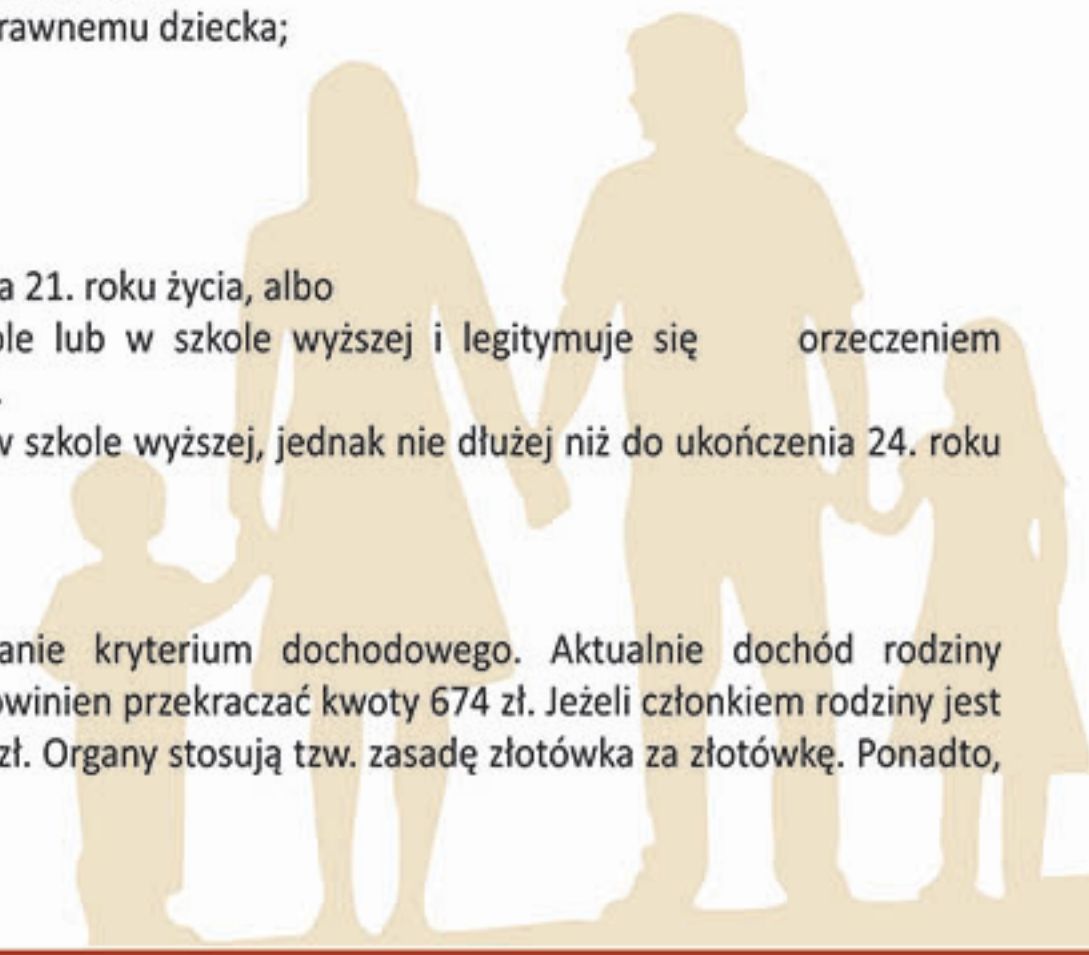 rawnemu dziecka;
a 21. roku życia, albo
ole lub w szkole wyższej i legitymuje się orzeczeniem
.
w szkole wyższej, jednak nie dłużej niż do ukończenia 24. roku
anie kryterium dochodowego. Aktualnie dochód rodziny
owinien przekraczać kwoty 674 zł. Jeżeli członkiem rodziny jest
zł. Organy stosują tzw. zasadę złotówka za złotówkę. Ponadto,